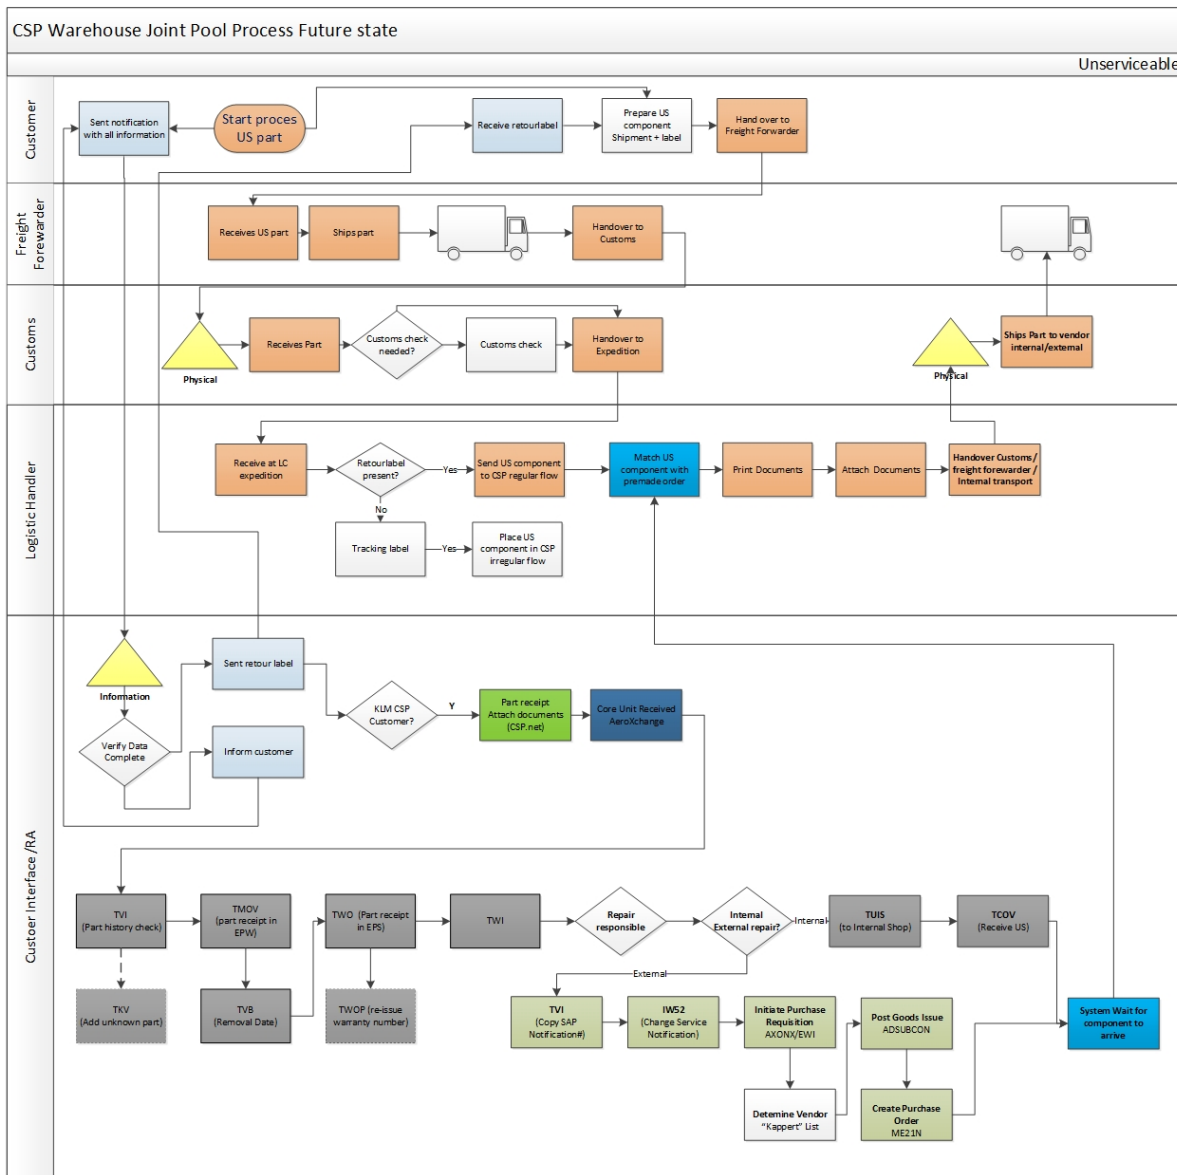 CSP Warehouse Joint Pool Process Future state
Unserviceable
Customer
Sent notification
with all information
Start proces
US part
Receive retourlabel
Prepare US
component
Shipment + label
Hand over to
Freight Forwarder
Freight
Forewarder
Receives US part
Ships part
Handover to
Customs
Customs
Physical
Receives Part
Customs check
needed?
Customs check
Handover to
Expedition
Physical
Ships Part to vendor
internal/external
Logistic Handler
Receive at LC
expedition
Retourlabel
present?
Yes
Send US component
to CSP regular flow
Match US
component with
premade order
Print Documents
Attach Documents
Handover Customs /
freight forewarder /
Internal transport
No
Tracking label
Yes
Place US
component in CSP
irregular flow
Custoer Interface /RA
Information
Sent retour label
Verify Data
Complete
Inform customer
KLM CSP
Customer?
Y
Part receipt
Attach documents
(CSP.net)
Core Unit Received
AeroXchange
TVI
(Part history check)
TMOV
(part receipt in
EPW)
TWO (Part receipt
in EPS)
TWI
Repair
responsible
Internal
External repair?
Internal
TUIS
(to Internal Shop)
TCOV
(Receive US)
External
TKV
(Add unknown part)
TVB
(Removal Date)
TWOP (re-issue
warranty number)
TVI
(Copy SAP
Notification#)
IW52
(Change Service
Notification)
Initiate Purchase
Requisition
AXONX/EWI
Post Goods Issue
ADSUBCON
System Wait for
component to
arrive
Detemine Vendor
"Kappert" List
Create Purchase
Order
ME21N